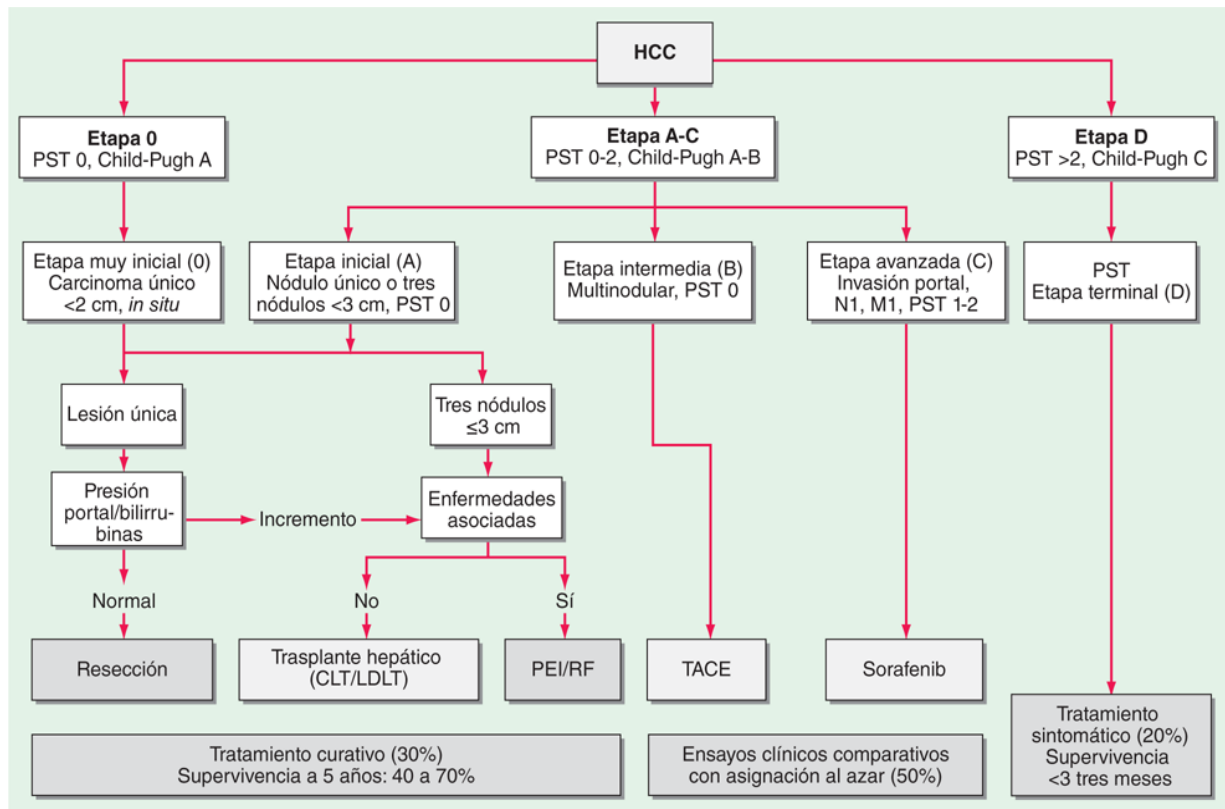 HCC
Etapa 0
PST 0, Child-Pugh A
Etapa A-C
PST 0-2, Child-Pugh A-B
Etapa D
PST >2, Child-Pugh C
Etapa muy inicial (0)
Carcinoma único
<2 cm, in situ
Etapa inicial (A)
Nódulo único o tres
nódulos <3 cm, PST 0
Etapa intermedia (B)
Multinodular, PST 0
Etapa avanzada (C)
Invasión portal,
N1, M1, PST 1-2
PST
Etapa terminal (D)
Lesión única
Tres nódulos
≤3 cm
Presión
portal/bilirru-
binas
Incremento
Enfermedades
asociadas
Normal
No
Sí
Resección
Trasplante hepático
(CLT/LDLT)
PEI/RF
TACE
Sorafenib
Tratamiento
sintomático (20%)
Supervivencia
<3 tres meses
Tratamiento curativo (30%)
Supervivencia a 5 años: 40 a 70%
Ensayos clínicos comparativos
con asignación al azar (50%)